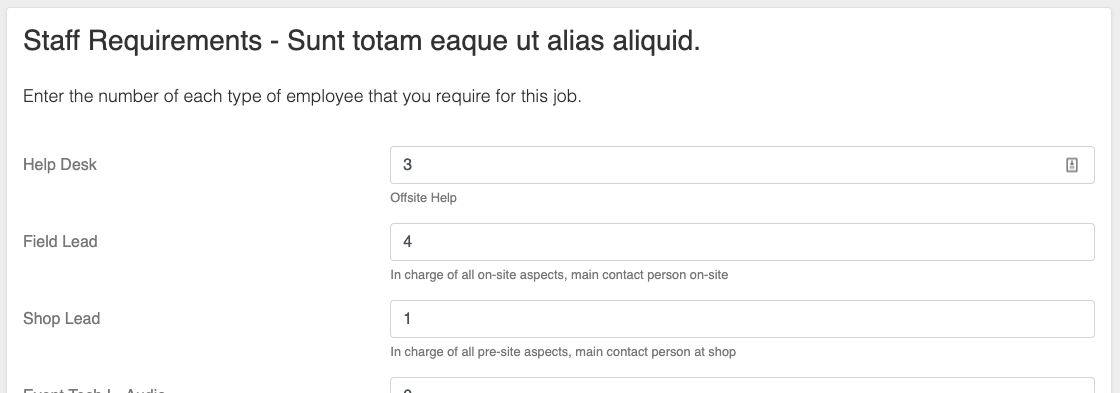 Staff Requirements - Sunt totam eaque ut alias aliquid.
Enter the number of each type of employee that you require for this job.
Help Desk
3
Offsite Help
Field Lead
4
In charge of all on-site aspects, main contact person on-site
Shop Lead
1
In charge of all pre-site aspects, main contact person at shop
Event Tech
Audio